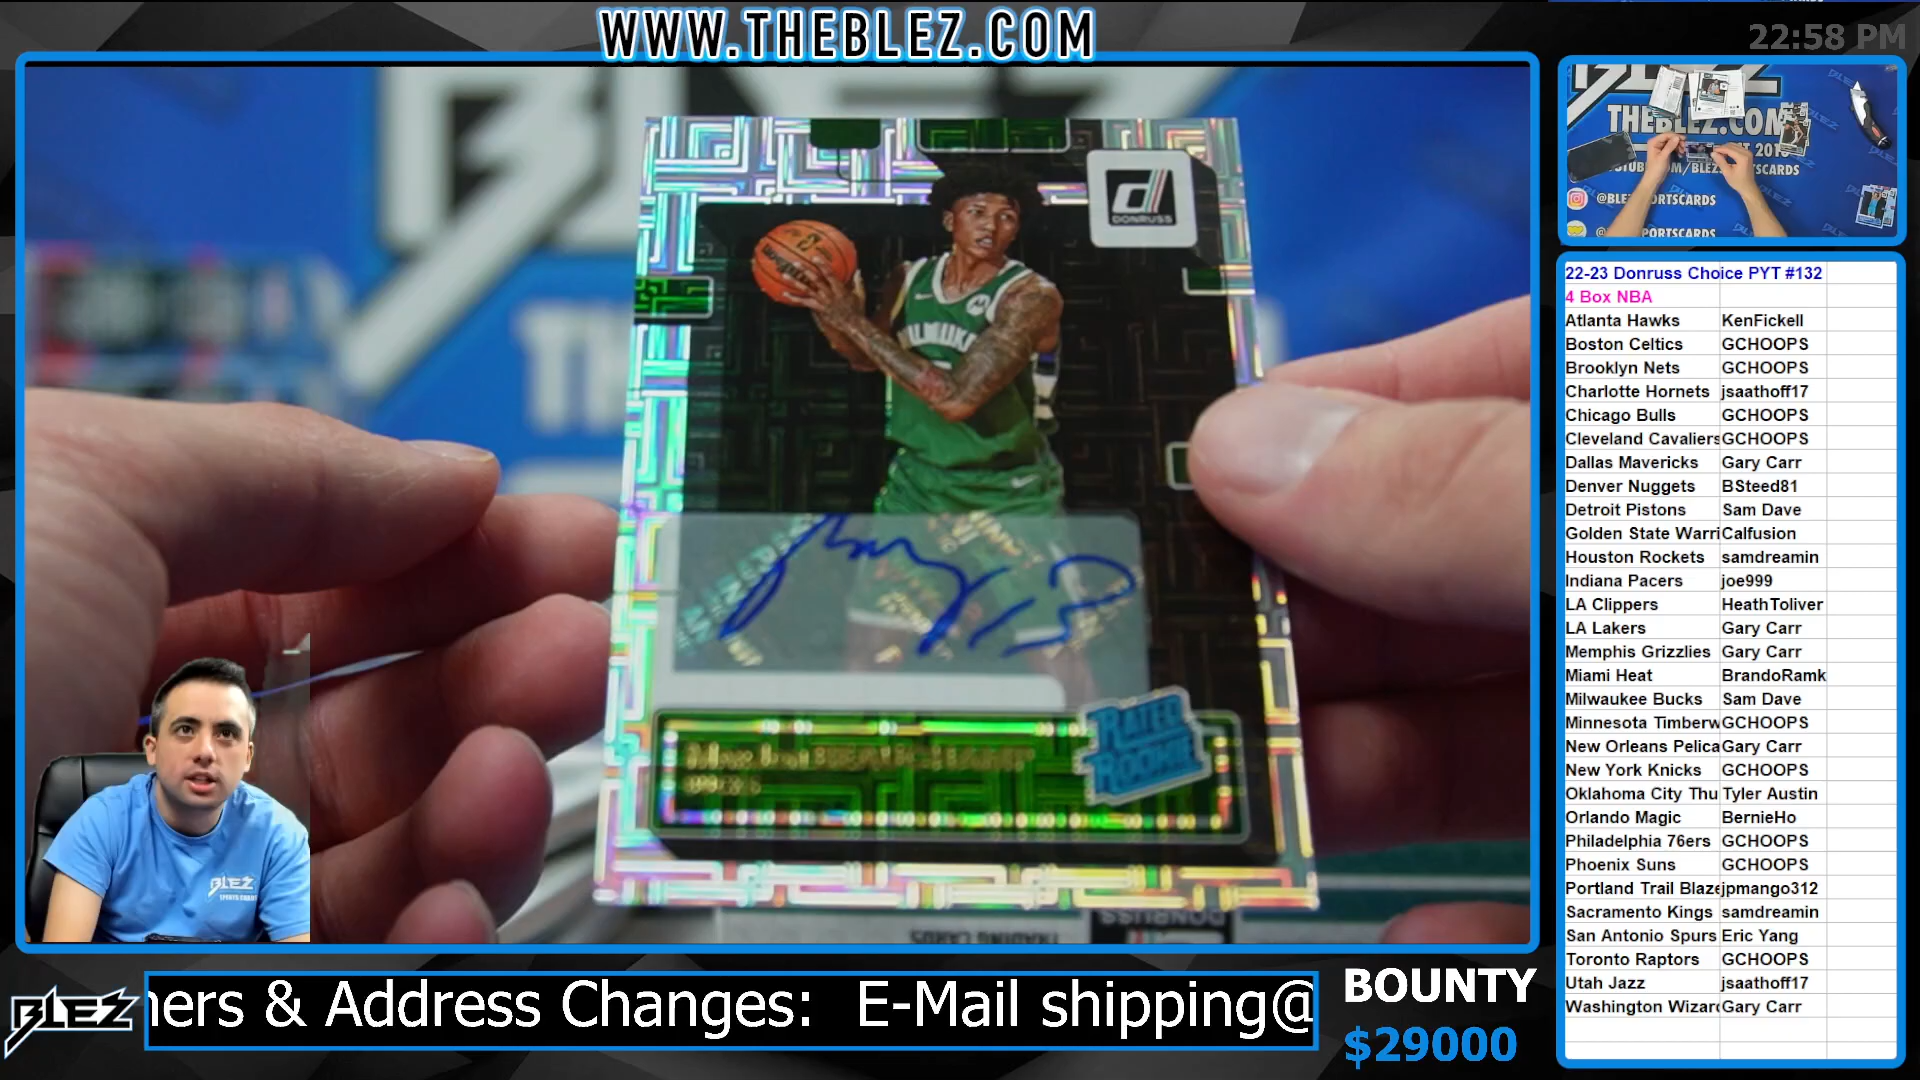 WWW.THEBLEZ.COM
22:58 PM
DONRUSS
MILWAUKEE
RATED
ROOKIE
THEBLEZ.COM
22-23 Donruss Choice PYT #132
4 Box NBA
Atlanta Hawks KenFickell
Boston Celtics GCHOOPS
Brooklyn Nets GCHOOPS
Charlotte Hornets jsaathoff17
Chicago Bulls GCHOOPS
Cleveland Cavaliers GCHOOPS
Dallas Mavericks Gary Carr
Denver Nuggets BSteed81
Detroit Pistons Sam Dave
Golden State Warri Calfusion
Houston Rockets samdreamin
Indiana Pacers joe999
LA Clippers HeathToliver
LA Lakers Gary Carr
Memphis Grizzlies Gary Carr
Miami Heat BrandoRamk
Milwaukee Bucks Sam Dave
Minnesota Timberw GCHOOPS
New Orleans Pelica Gary Carr
New York Knicks GCHOOPS
Oklahoma City Thu Tyler Austin
Orlando Magic BernieHo
Philadelphia 76ers GCHOOPS
Phoenix Suns GCHOOPS
Portland Trail Blaze jpmango312
Sacramento Kings samdreamin
San Antonio Spurs Eric Yang
Toronto Raptors GCHOOPS
Utah Jazz jsaathoff17
Washington Wizar Gary Carr
BLEZ
BLEZ
ners & Address Changes: E-Mail shipping@
BOUNTY
$29000